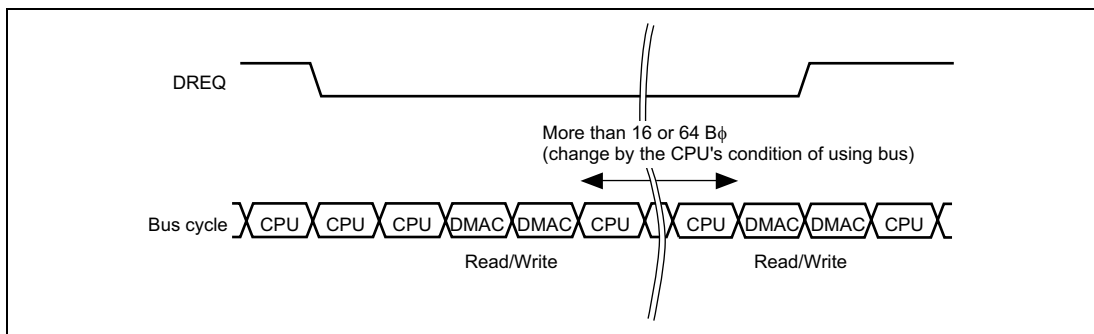 DREQ
More than 16 or 64 Bϕ
(change by the CPU's condition of using bus)
Bus cycle CPU CPU CPU DMAC DMAC CPU CPU DMAC DMAC CPU
Read/Write Read/Write